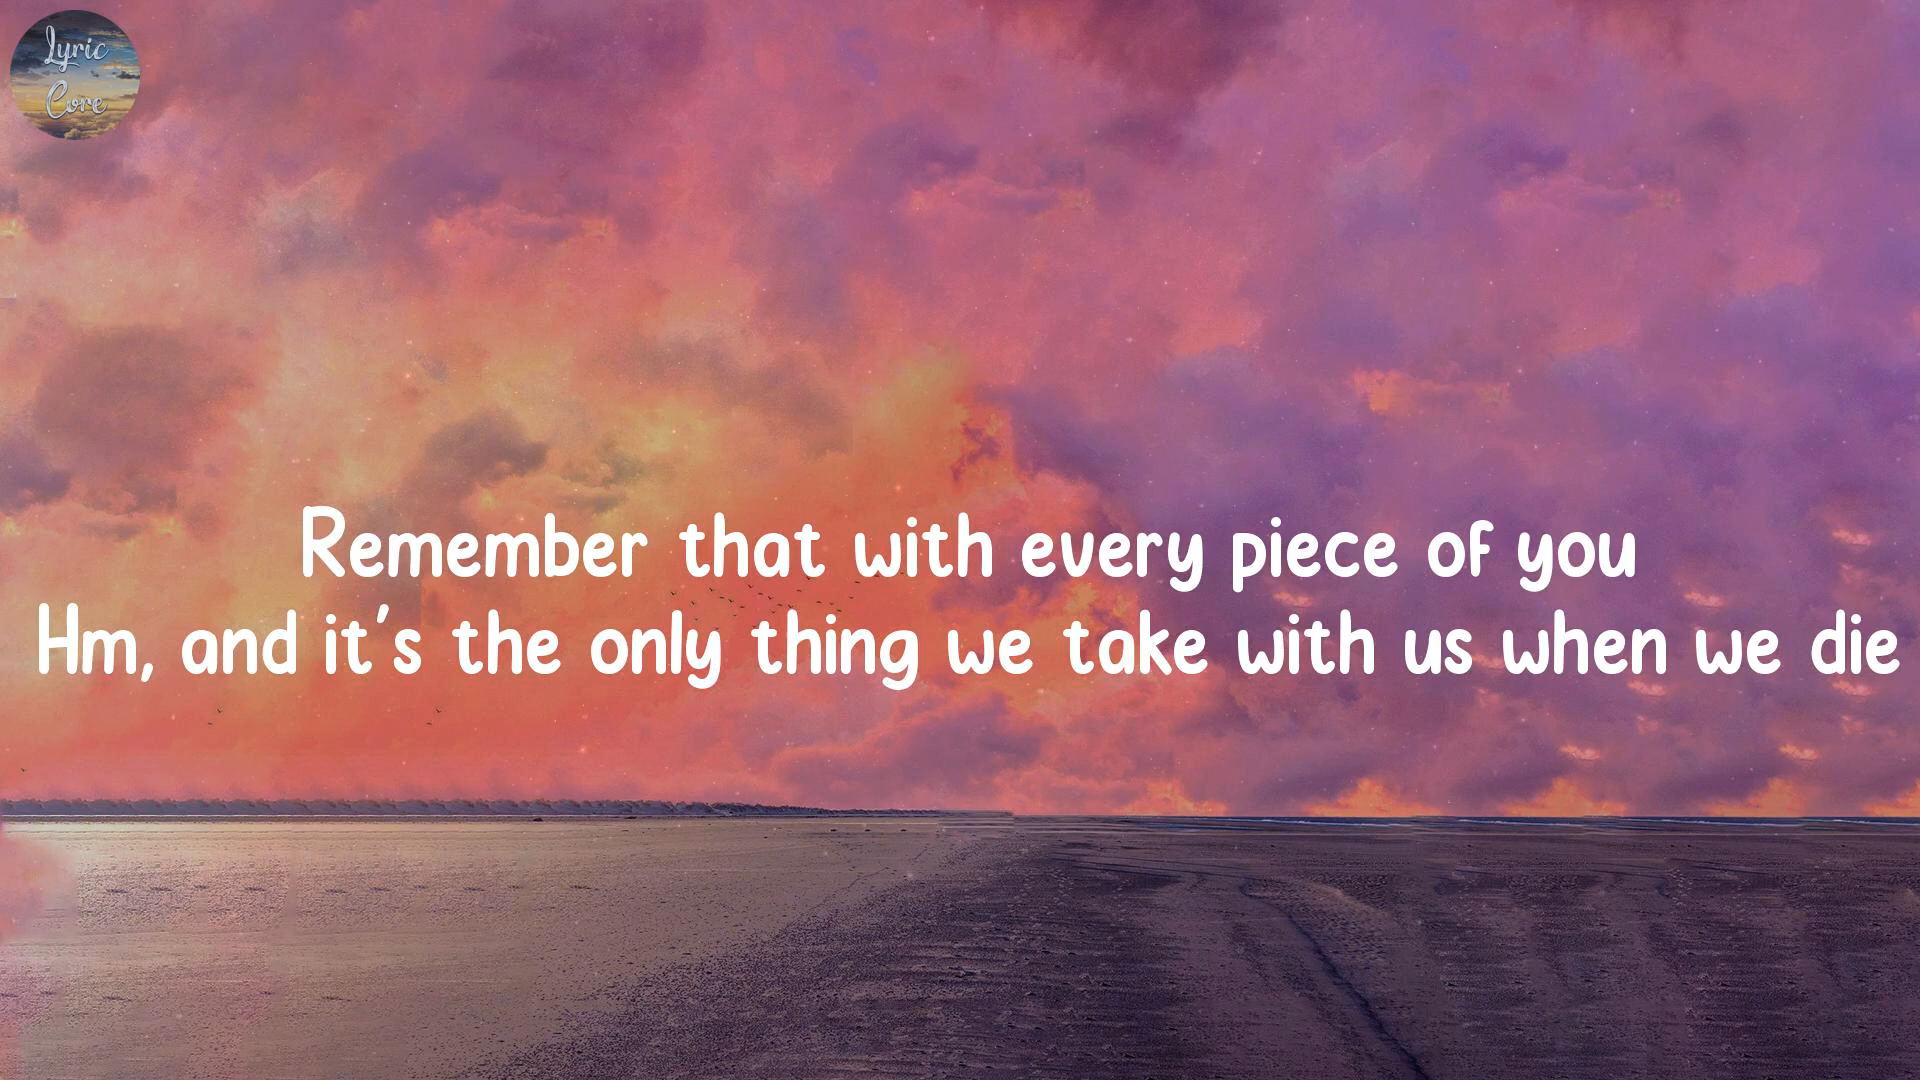 Lyric
Core
Remember that with every piece of you
Hm, and it's the only thing we take with us when we die